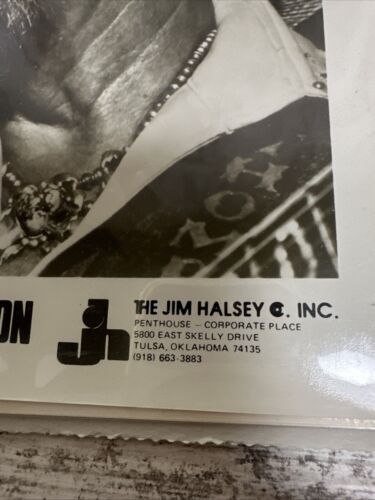 ON
jh
THE JIM HALSEY CO. INC.
PENTHOUSE – CORPORATE PLACE
5800 EAST SKELLY DRIVE
TULSA, OKLAHOMA 74135
(918) 663-3883